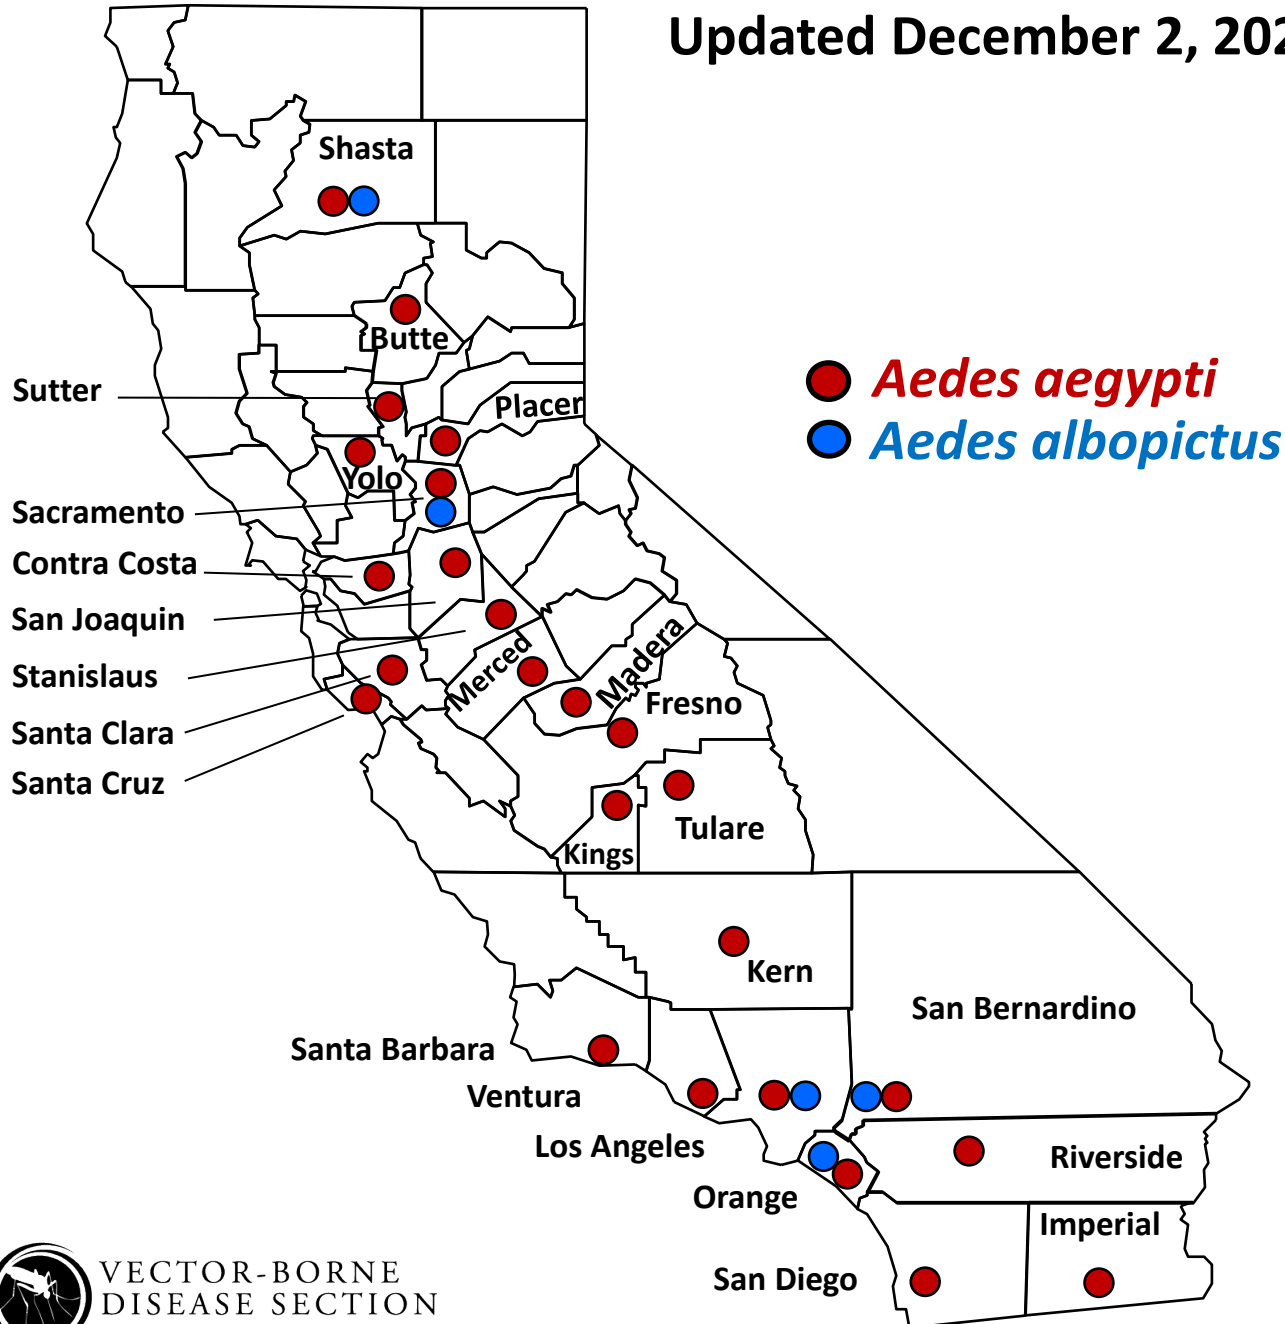 Updated December 2, 202
Shasta
Butte
Sutter
Placer
Aedes aegypti
Aedes albopictus
Yolo
Sacramento
Contra Costa
San Joaquin
Stanislaus
Merced
Madera
Fresno
Santa Clara
Santa Cruz
Tulare
Kings
Kern
San Bernardino
Santa Barbara
Ventura
Los Angeles
Riverside
Orange
Imperial
San Diego
VECTOR-BORNE
DISEASE SECTION